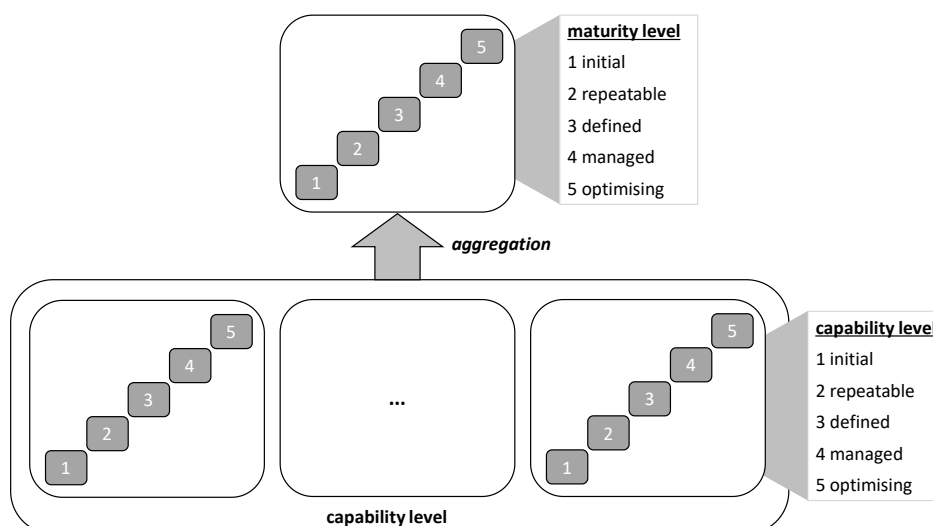 5
4
3
2
1
maturity level
1 initial
2 repeatable
3 defined
4 managed
5 optimising
aggregation
5
4
3
2
1
...
5
4
3
2
1
capability level
1 initial
2 repeatable
3 defined
4 managed
5 optimising
capability level